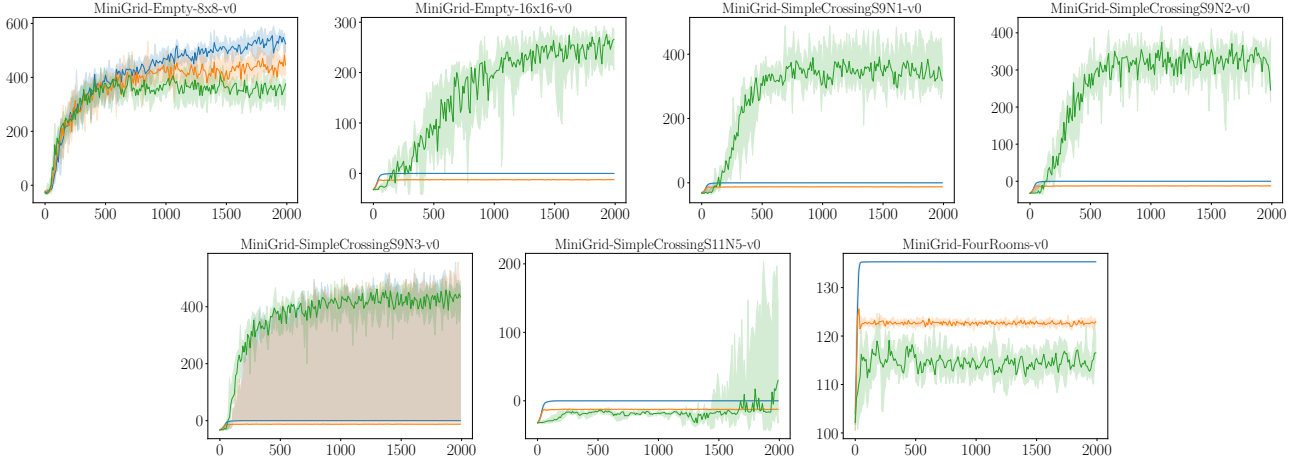 MiniGrid-Empty-8x8-v0
600
400
200
0
0 500 1000 1500 2000
MiniGrid-Empty-16x16-v0
300
200
100
0
0 500 1000 1500 2000
MiniGrid-SimpleCrossingS9N1-v0
400
200
0
0 500 1000 1500 2000
MiniGrid-SimpleCrossingS9N2-v0
400
300
200
100
0
0 500 1000 1500 2000
MiniGrid-SimpleCrossingS9N3-v0
400
200
0
0 500 1000 1500 2000
MiniGrid-SimpleCrossingS11N5-v0
200
100
0
0 500 1000 1500 2000
MiniGrid-FourRooms-v0
130
120
110
100
0 500 1000 1500 2000